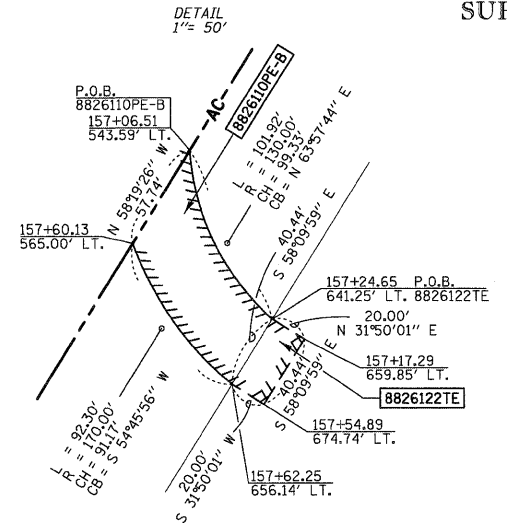 DETAIL
1"= 50'
SUR
P.O.B.
8826110PE-B
157+06.51
543.59' LT.
AC
8826110PE-B
L = 101.92'
R = 130.00'
CH = 99.33'
CB = N 63°57'44" E
N 58°19'26" W
57.74'
157+60.13
565.00' LT.
40.44'
S 58°09'59" E
157+24.65 P.O.B.
641.25' LT. 8826122TE
20.00'
N 31°50'01" E
157+17.29
659.85' LT.
40.44'
S 58°09'59" E
8826122TE
L = 92.30'
R = 170.00'
CH = 91.17'
CB = S 54°45'56" W
157+54.89
674.74' LT.
20.00'
S 31°50'01" W
157+62.25
656.14' LT.